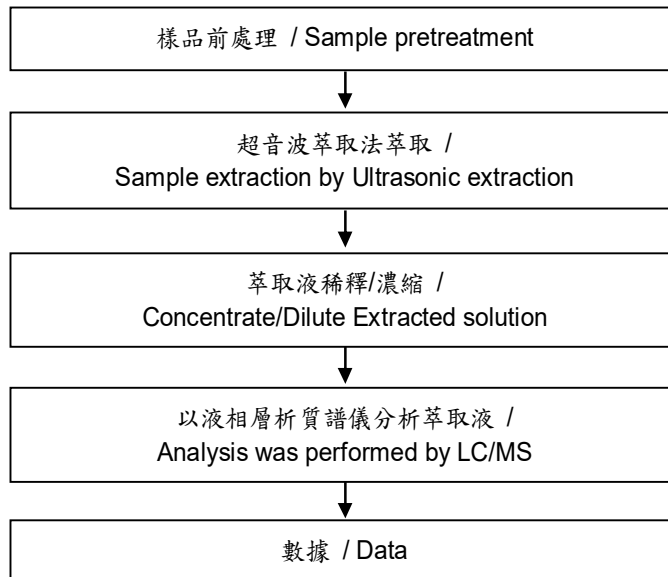 樣品前處理 / Sample pretreatment
超音波萃取法萃取 /
Sample extraction by Ultrasonic extraction
萃取液稀釋/濃縮 /
Concentrate/Dilute Extracted solution
以液相層析質譜儀分析萃取液 /
Analysis was performed by LC/MS
數據 / Data